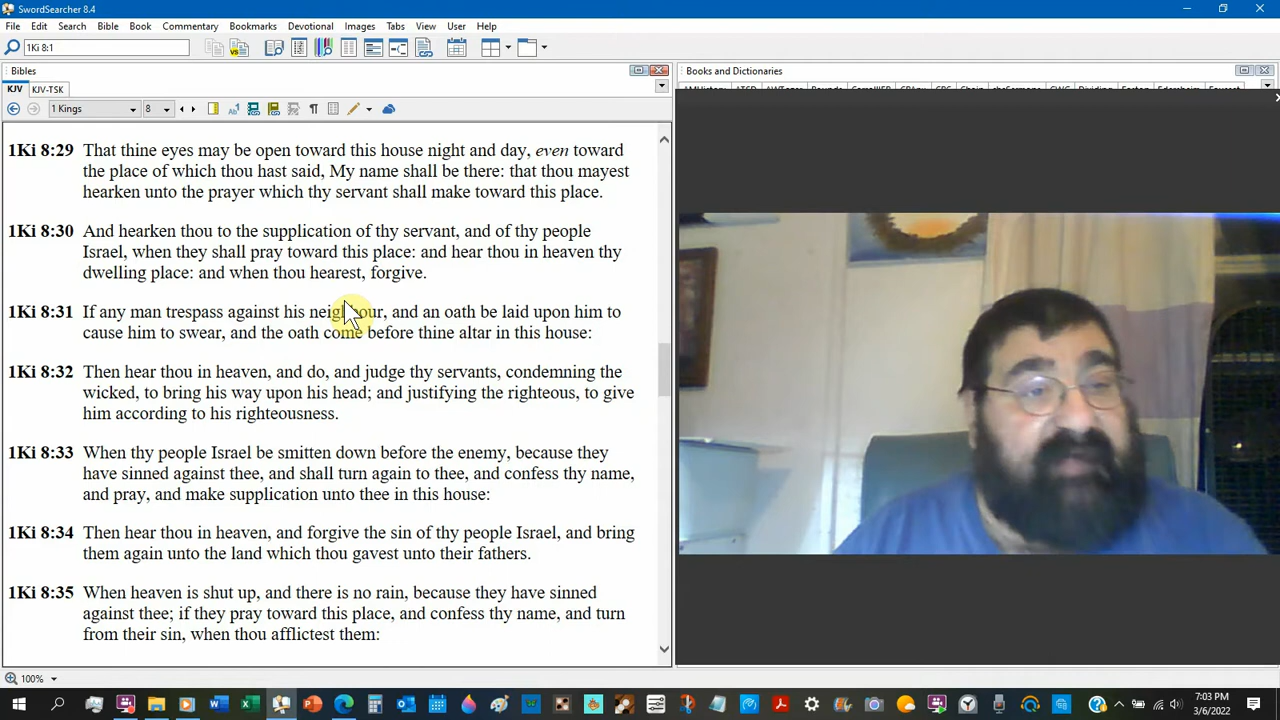 SwordSearcher 8.4
File Edit Search Bible Book Commentary Bookmarks Devotional Images Tabs View User Help
1Ki 8:1
Bibles
KJV KJV-TSK
1 Kings 8
1Ki 8:29 That thine eyes may be open toward this house night and day, even toward
the place of which thou hast said, My name shall be there: that thou mayest
hearken unto the prayer which thy servant shall make toward this place.
1Ki 8:30 And hearken thou to the supplication of thy servant, and of thy people
Israel, when they shall pray toward this place: and hear thou in heaven thy
dwelling place: and when thou hearest, forgive.
1Ki 8:31 If any man trespass against his neighbour, and an oath be laid upon him to
cause him to swear, and the oath come before thine altar in this house:
1Ki 8:32 Then hear thou in heaven, and do, and judge thy servants, condemning the
wicked, to bring his way upon his head; and justifying the righteous, to give
him according to his righteousness.
1Ki 8:33 When thy people Israel be smitten down before the enemy, because they
have sinned against thee, and shall turn again to thee, and confess thy name,
and pray, and make supplication unto thee in this house:
1Ki 8:34 Then hear thou in heaven, and forgive the sin of thy people Israel, and bring
them again unto the land which thou gavest unto their fathers.
1Ki 8:35 When heaven is shut up, and there is no rain, because they have sinned
against thee; if they pray toward this place, and confess thy name, and turn
from their sin, when thou afflictest them:
100%
Books and Dictionaries
7:03 PM
3/6/2022